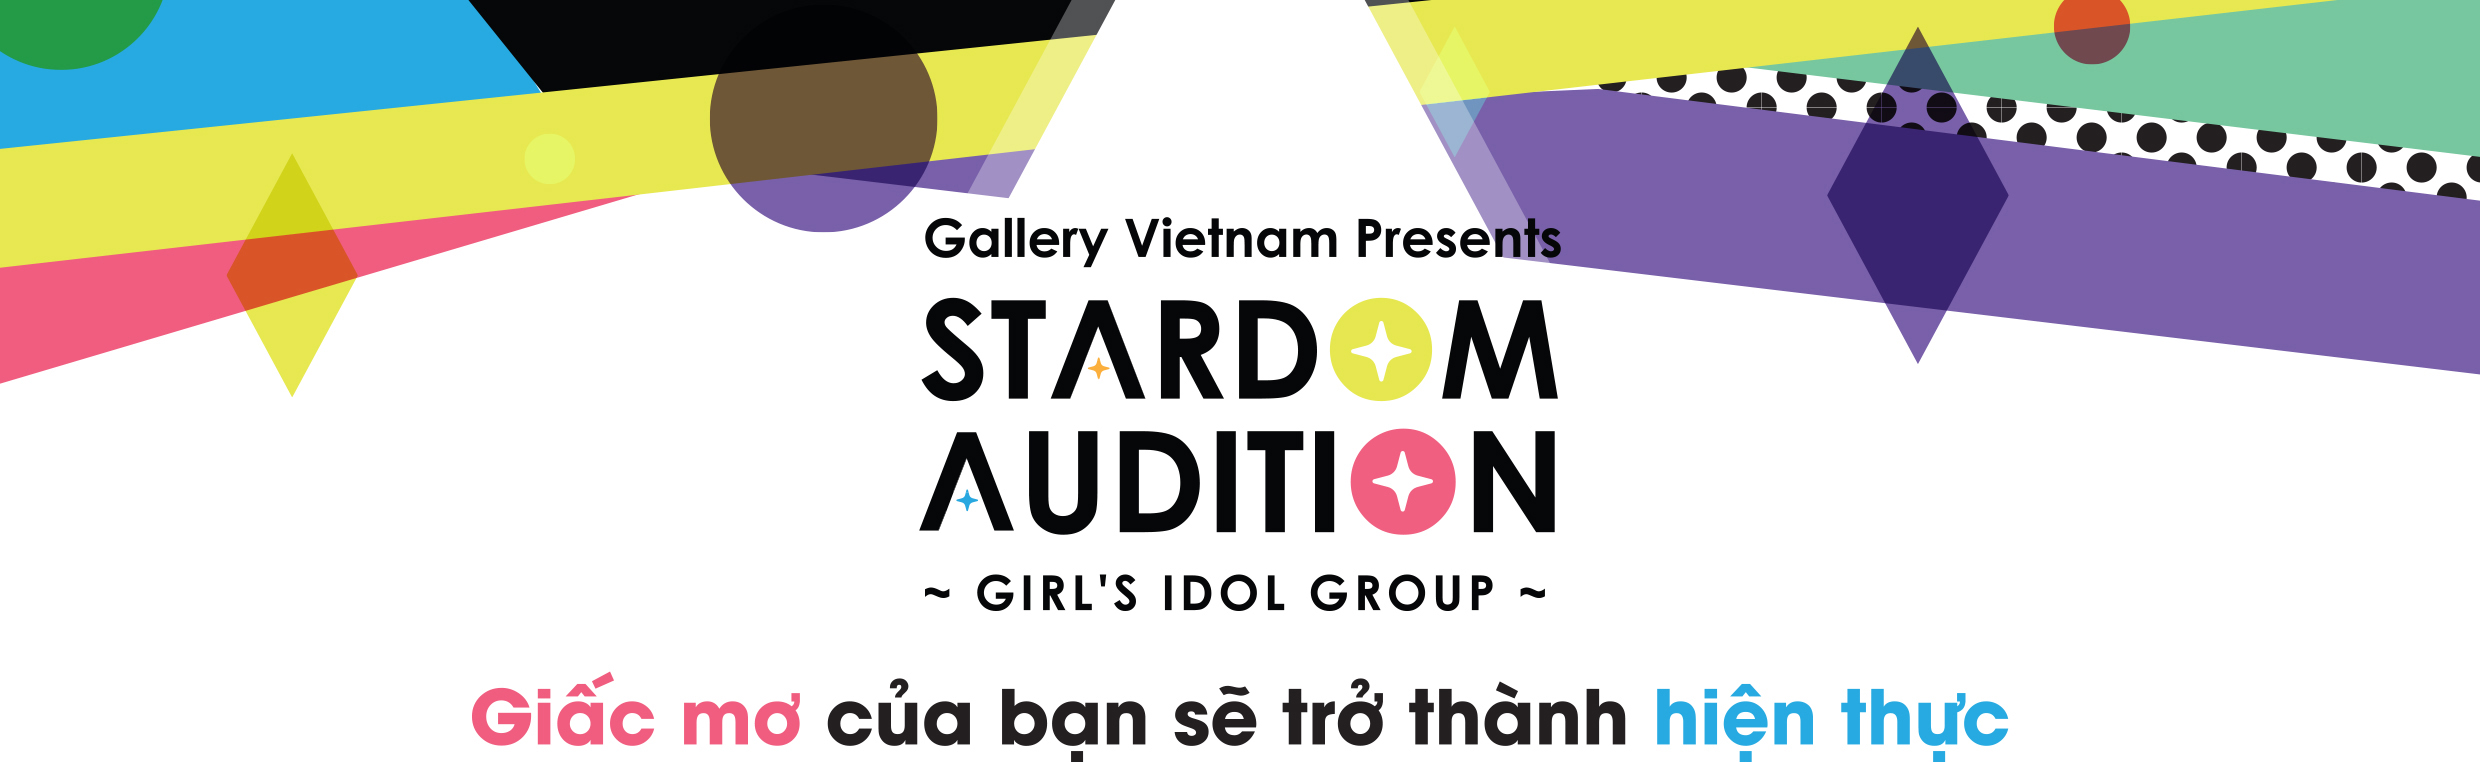 Gallery Vietnam Presents
STARDOM
AUDITION
~ GIRL'S IDOL GROUP ~
Giấc mơ của bạn sẽ trở thành hiện thực